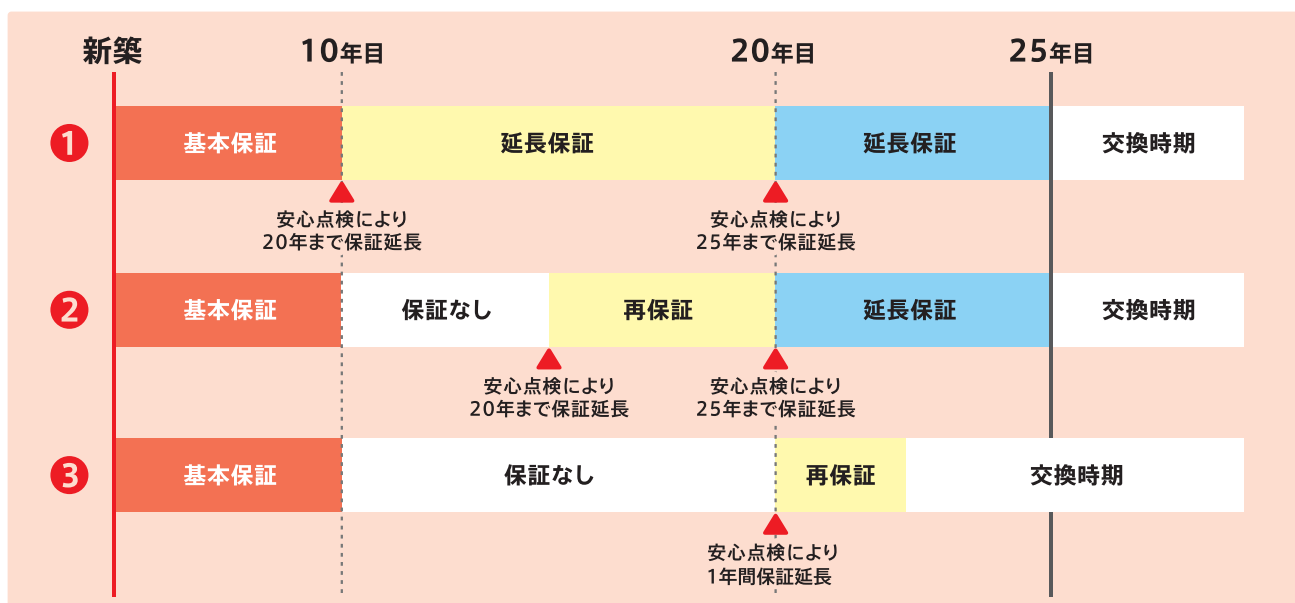 新築
10年目
20年目
25年目
1
基本保証
延長保証
延長保証
交換時期
安心点検により
20年まで保証延長
安心点検により
25年まで保証延長
2
基本保証
保証なし
再保証
延長保証
交換時期
安心点検により
20年まで保証延長
安心点検により
25年まで保証延長
3
基本保証
保証なし
再保証
交換時期
安心点検により
1年間保証延長